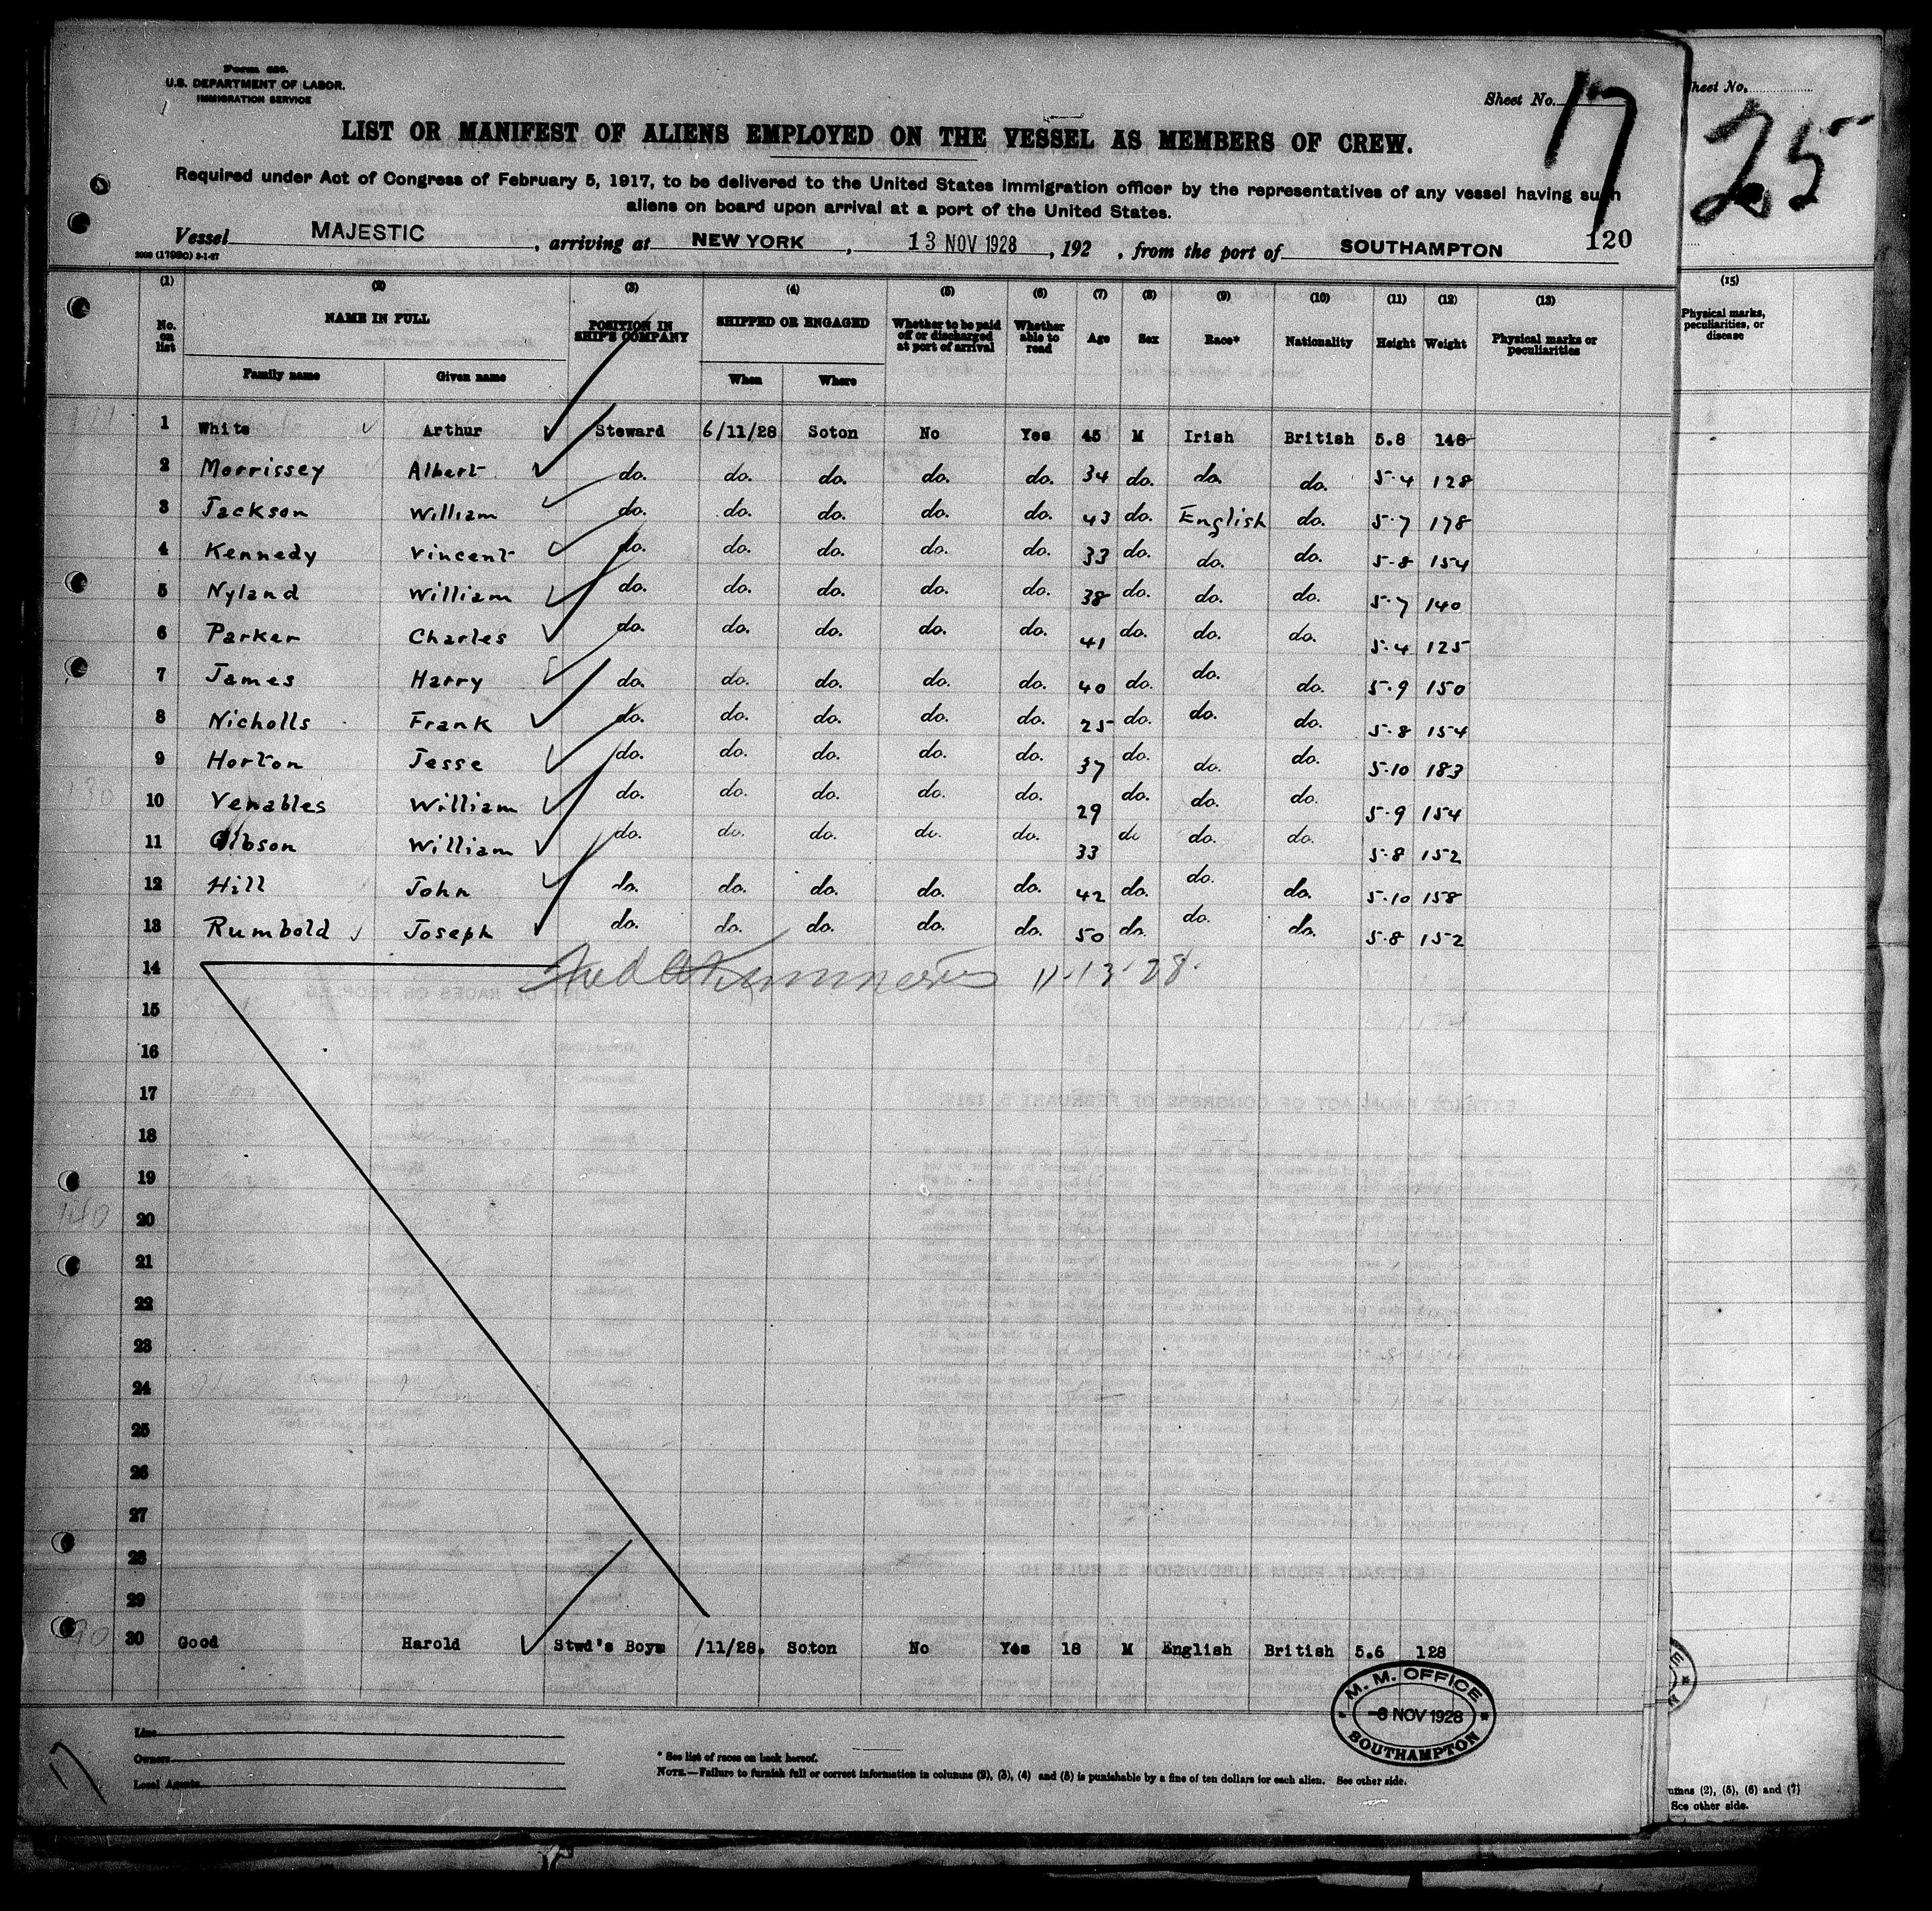 Form 680.
U.S. DEPARTMENT OF LABOR.
IMMIGRATION SERVICE
Sheet No. 17
LIST OR MANIFEST OF ALIENS EMPLOYED ON THE VESSEL AS MEMBERS OF CREW.
Required under Act of Congress of February 5, 1917, to be delivered to the United States immigration officer by the representatives of any vessel having such
aliens on board upon arrival at a port of the United States.
120
Vessel MAJESTIC , arriving at NEW YORK , 13 NOV 1928 , 192 , from the port of SOUTHAMPTON
(1) (2) (3) (4) (5) (6) (7) (8) (9) (10) (11) (12) (13)
No. on list NAME IN FULL POSITION IN SHIP'S COMPANY SHIPPED OR ENGAGED Whether to be paid off or discharged at port of arrival Whether able to read Age Sex Race* Nationality Height Weight Physical marks or peculiarities
Family name Given name When Where
1 White Arthur Steward 6/11/28 Soton No Yes 45 M Irish British 5.8 148
2 Morrissey Albert do. do. do. do. do. 34 do. do. do. 5.4 128
3 Jackson William do. do. do. do. do. 43 do. English do. 5.7 178
4 Kennedy Vincent do. do. do. do. do. 33 do. do. do. 5.8 154
5 Nyland William do. do. do. do. do. 38 do. do. do. 5.7 140
6 Parker Charles do. do. do. do. do. 41 do. do. do. 5.4 125
7 James Harry do. do. do. do. do. 40 do. do. do. 5.9 150
8 Nicholls Frank do. do. do. do. do. 25 do. do. do. 5.8 154
9 Horton Jesse do. do. do. do. do. 37 do. do. do. 5.10 183
10 Venables William do. do. do. do. do. 29 do. do. do. 5.9 154
11 Gibson William do. do. do. do. do. 33 do do. do. 5.8 152
12 Hill John do. do. do. do. do. 42 do. do. do. 5.10 158
13 Rumbold Joseph do. do. do. do. do. 50 do. do. do. 5.8 152
14 11-13-28.
15
16
17
18
19
20
21
22
23
24
25
26
27
28
29
30 Good Harold Stwd's Boy /11/28. Soton No Yes 18 M English British 5.6 128
M. M. OFFICE
6 NOV 1928
SOUTHAMPTON
Line
Owners
Local Agents
* See list of races on back hereof.
NOTE.—Failure to furnish full or correct information in columns (2), (3), (4) and (5) is punishable by a fine of ten dollars for each alien. See other side.
17
Sheet No.
25
(15)
Physical marks,
peculiarities, or
disease
(2), (5), (6) and (7)
See other side.